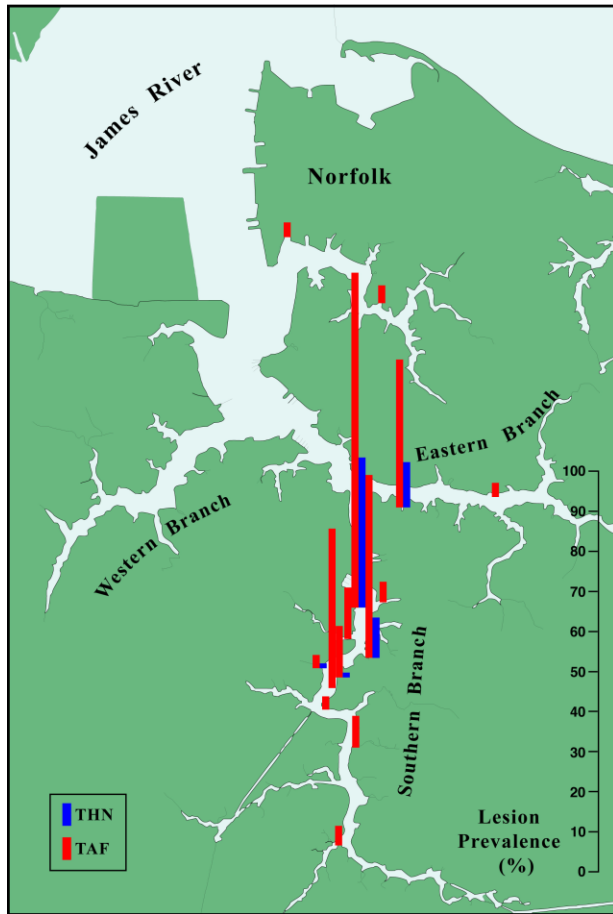 James River
Norfolk
Eastern Branch
Western Branch
Southern Branch
100
90
80
70
60
50
40
30
20
10
0
Lesion
Prevalence
(%)
THN
TAF